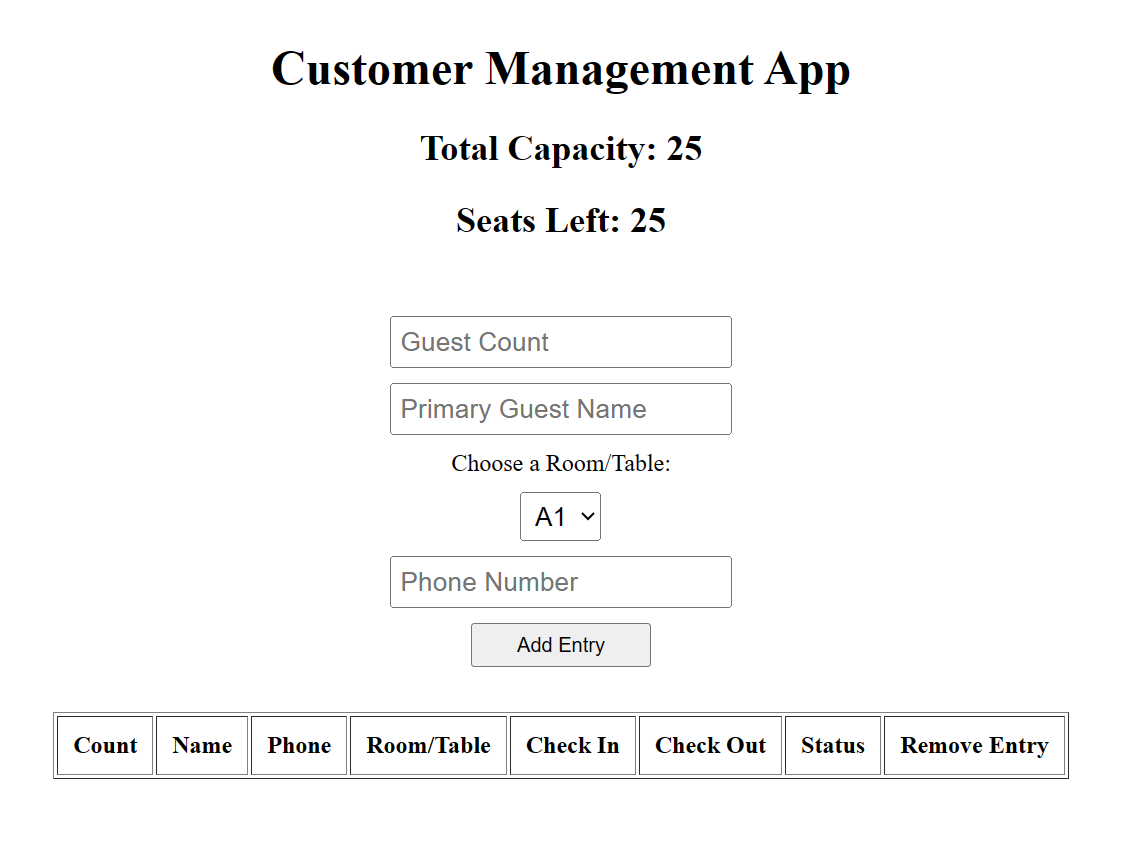 Customer Management App
Total Capacity: 25
Seats Left: 25
Guest Count
Primary Guest Name
Choose a Room/Table:
A1
Phone Number
Add Entry
Count Name Phone Room/Table Check In Check Out Status Remove Entry